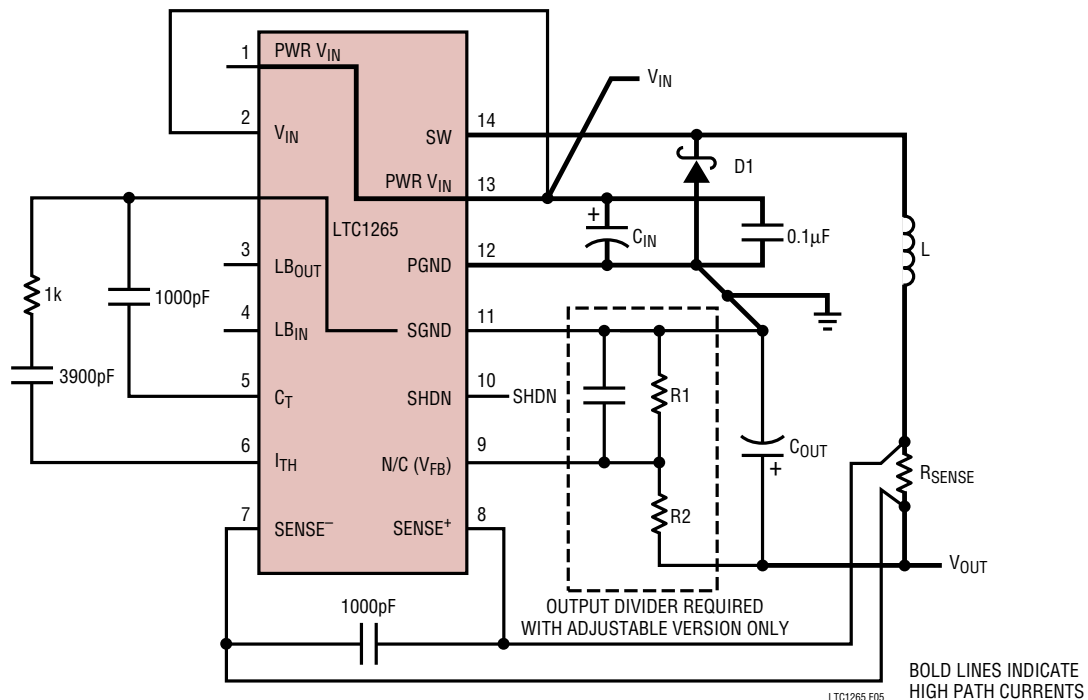 1
PWR VIN
2
VIN
SW
14
PWR VIN
13
LTC1265
3
LBOUT
PGND
12
4
LBIN
SGND
11
5
CT
SHDN
10
SHDN
6
ITH
N/C (VFB)
9
7
SENSE−
SENSE+
8
1k
1000pF
3900pF
1000pF
VIN
D1
+
CIN
0.1µF
L
R1
R2
COUT
+
RSENSE
VOUT
OUTPUT DIVIDER REQUIRED
WITH ADJUSTABLE VERSION ONLY
LTC1265 F05
BOLD LINES INDICATE
HIGH PATH CURRENTS